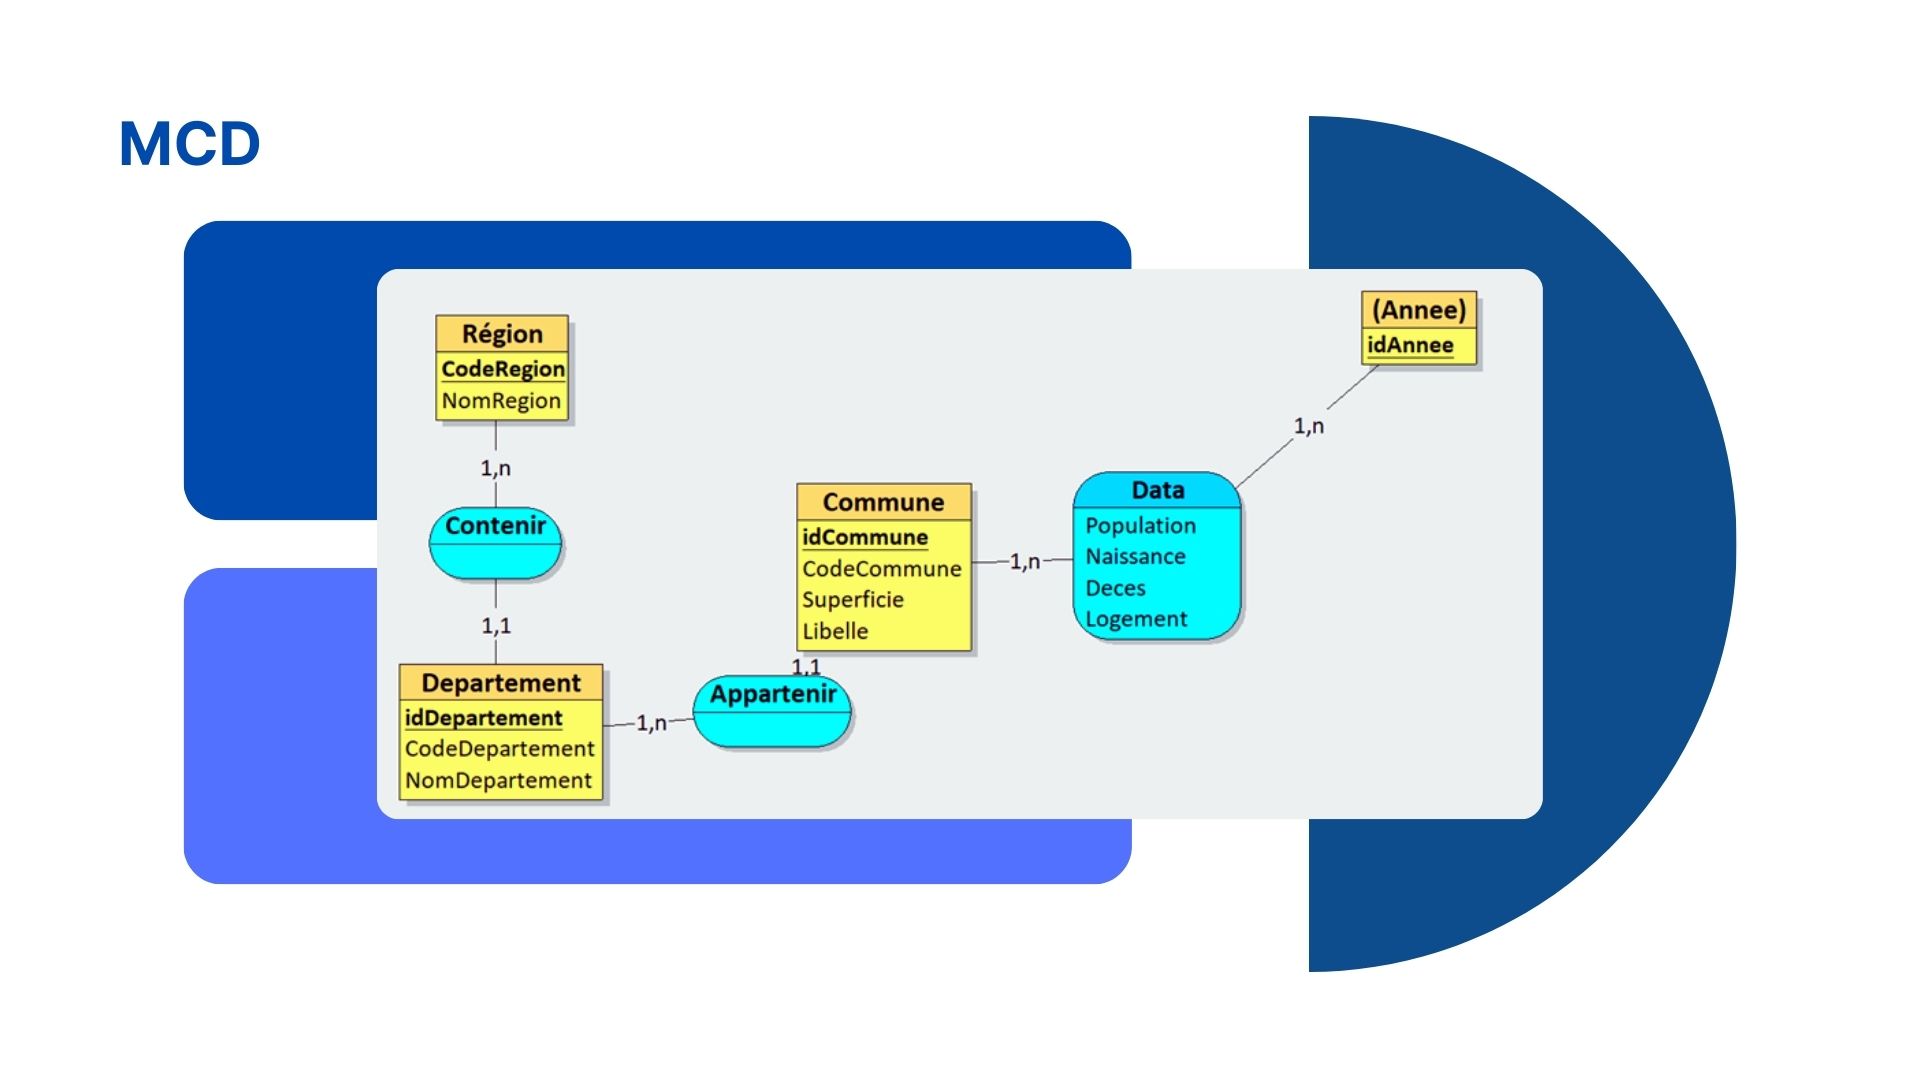 MCD
Région
CodeRegion
NomRegion
1,n
Contenir
1,1
Departement
idDepartement
CodeDepartement
NomDepartement
1,n
Appartenir
1,1
Commune
idCommune
CodeCommune
Superficie
Libelle
1,n
Data
Population
Naissance
Deces
Logement
1,n
(Annee)
idAnnee